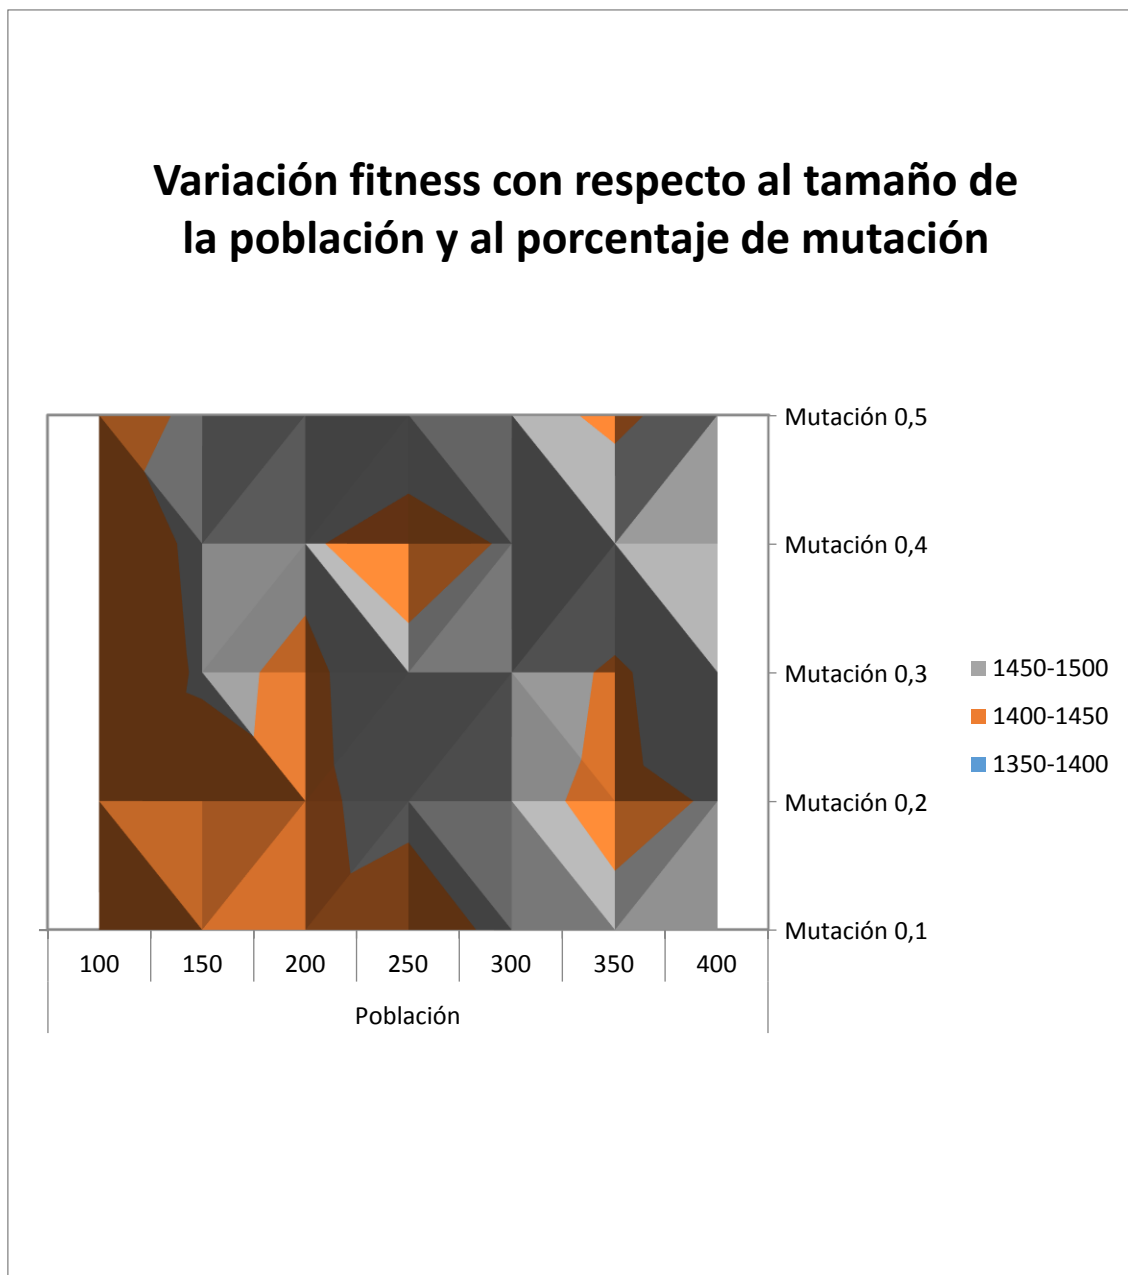 Variación fitness con respecto al tamaño de
la población y al porcentaje de mutación
Mutación 0,5
Mutación 0,4
Mutación 0,3
Mutación 0,2
Mutación 0,1
1450-1500
1400-1450
1350-1400
100 150 200 250 300 350 400
Población